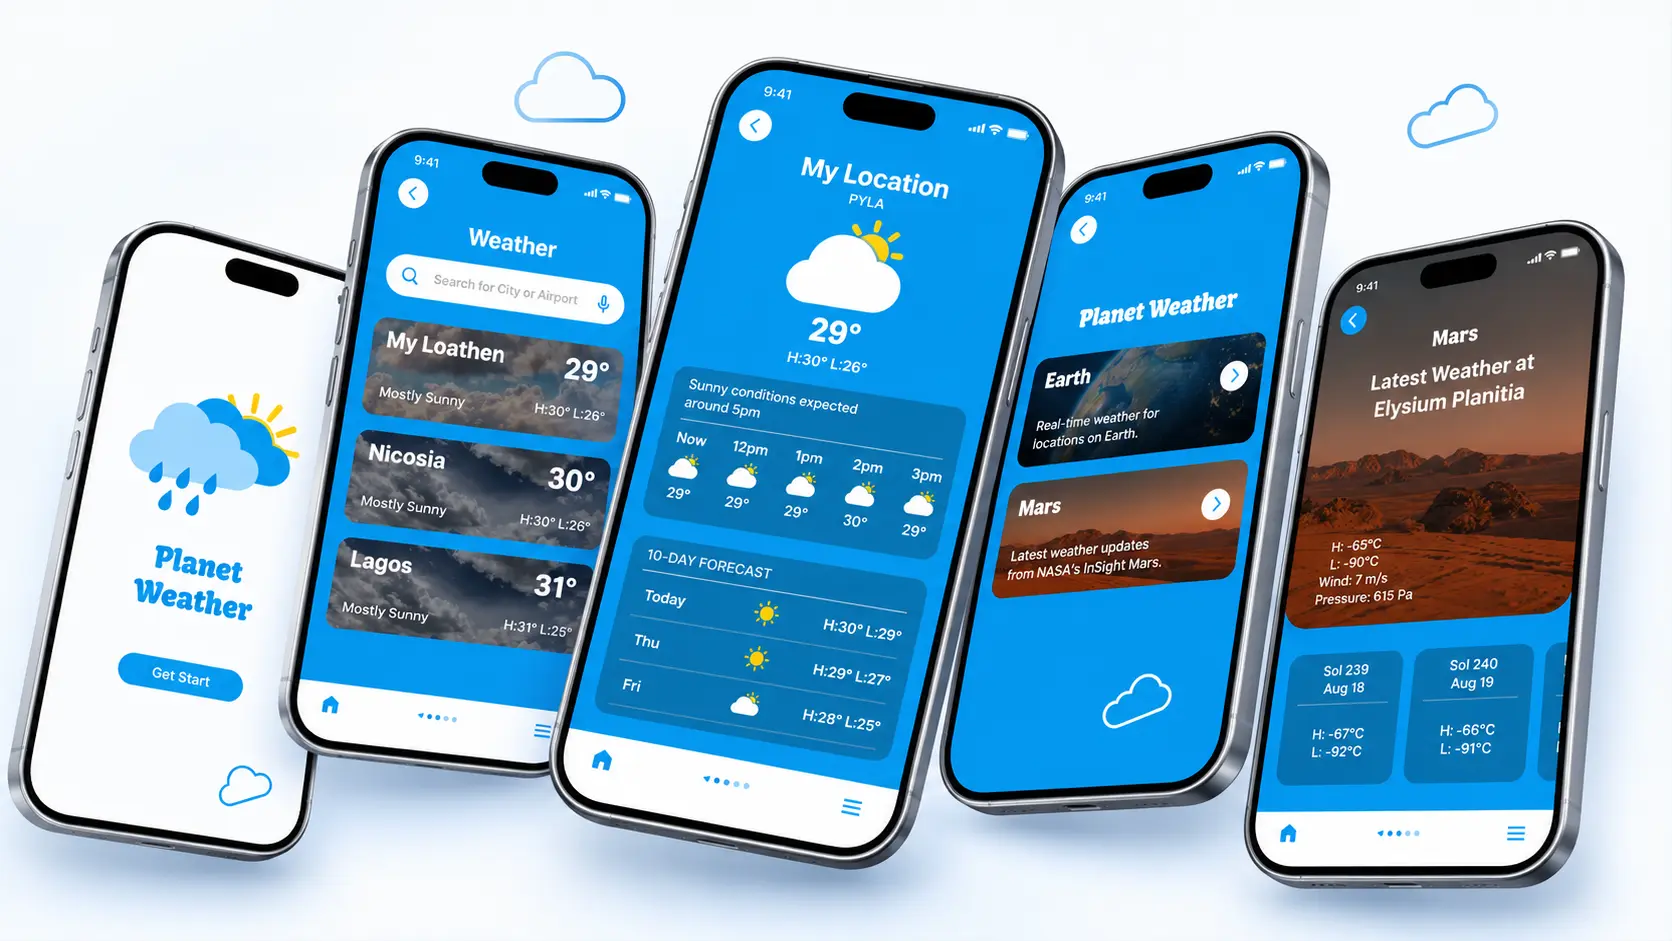 Planet
Weather
Get Start
9:41
Weather
Search for City or Airport
My Loathen
29°
Mostly Sunny
H:30° L:26°
Nicosia
30°
Mostly Sunny
H:30° L:26°
Lagos
31°
Mostly Sunny
H:31° L:25°
9:41
My Location
PYLA
29°
H:30° L:26°
Sunny conditions expected
around 5pm
Now 12pm 1pm 2pm 3pm
29° 29° 29° 30° 29°
10-DAY FORECAST
Today H:30° L:29°
Thu H:29° L:27°
Fri H:28° L:25°
9:41
Planet Weather
Earth
Real-time weather for
locations on Earth.
Mars
Latest weather updates
from NASA's InSight Mars.
9:41
Mars
Latest Weather at
Elysium Planitia
H: -65°C
L: -90°C
Wind: 7 m/s
Pressure: 615 Pa
Sol 239
Aug 18
H: -67°C
L: -92°C
Sol 240
Aug 19
H: -66°C
L: -91°C